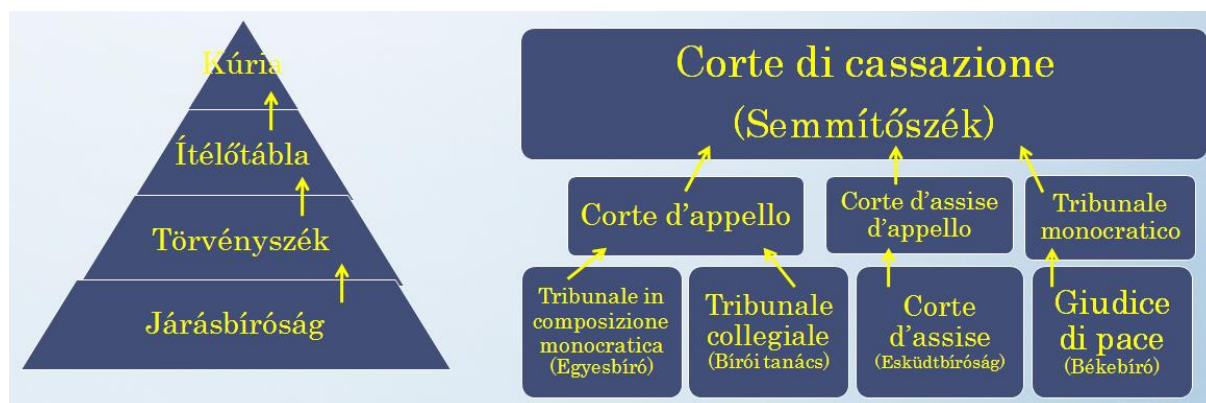 Kúria
Ítélőtábla
Törvényszék
Járásbíróság
Corte di cassazione
(Semmítőszék)
Corte d'appello
Corte d'assise
d'appello
Tribunale
monocratico
Tribunale in
composizione
monocratica
(Egyesbíró)
Tribunale
collegiale
(Bírói tanács)
Corte
d'assise
(Esküdtbíróság)
Giudice
di pace
(Békebíró)